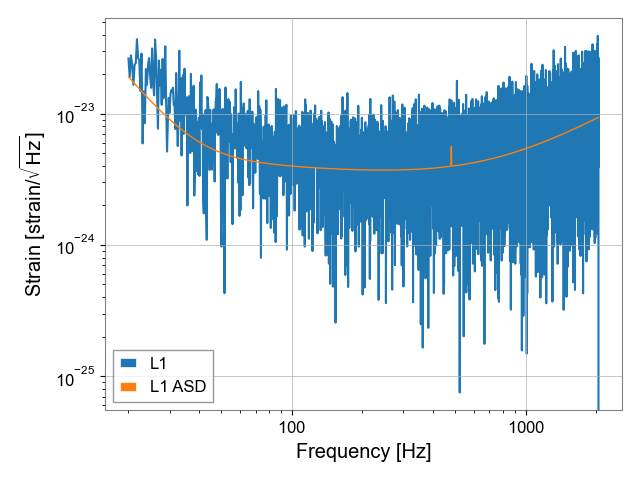 10⁻²³
10⁻²⁴
10⁻²⁵
Strain [strain/√Hz]
L1
L1 ASD
100
1000
Frequency [Hz]